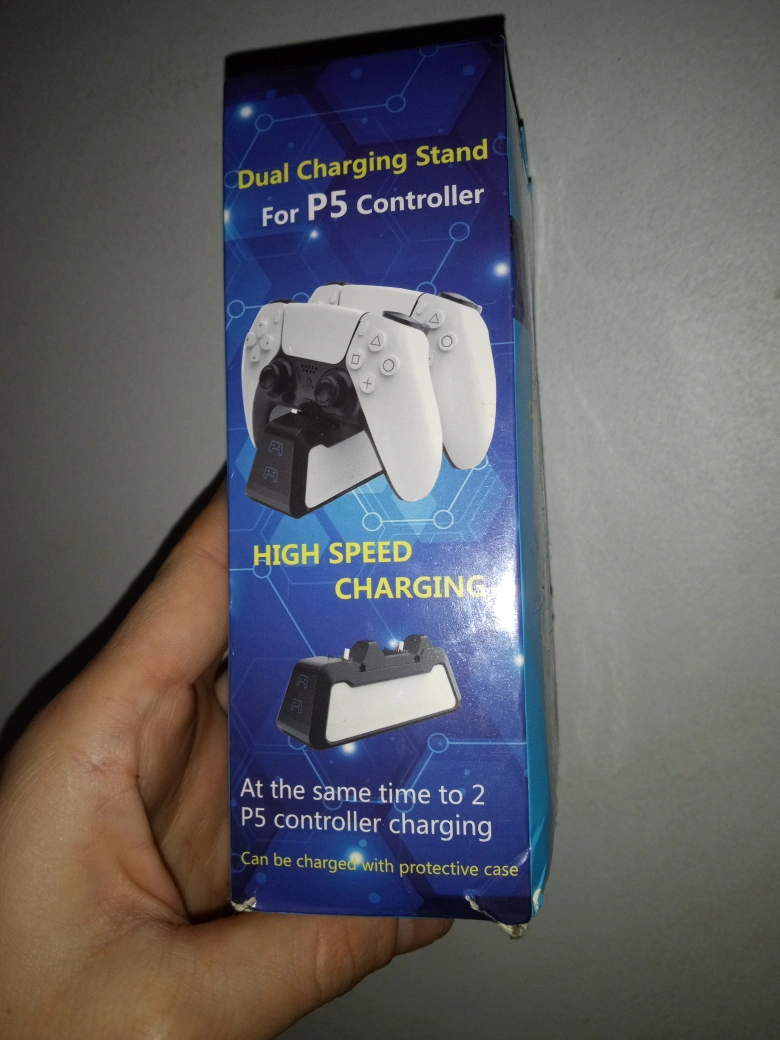 Dual Charging Stand
For P5 Controller
HIGH SPEED
CHARGING
At the same time to 2
P5 controller charging
Can be charged with protective case